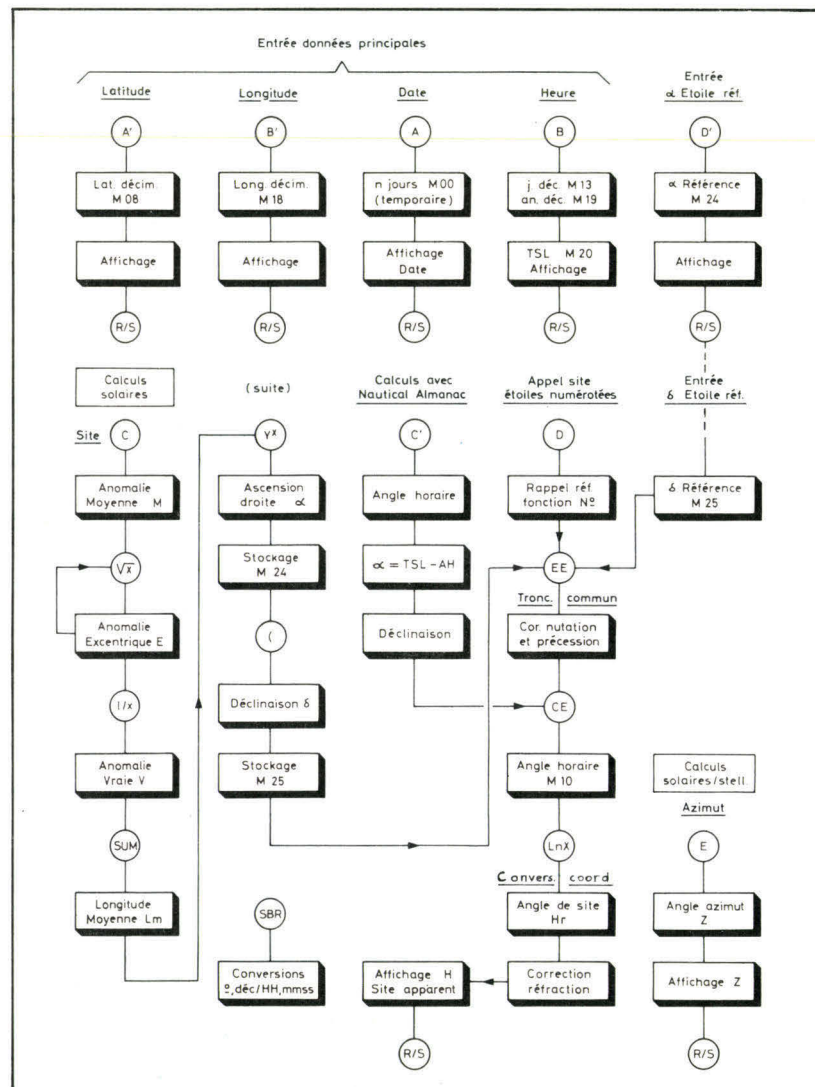 Entrée données principales
Latitude
Longitude
Date
Heure
Entrée
α Etoile réf.
A'
B'
A
B
D'
Lat. décim.
M 08
Long. décim.
M 18
n jours M 00
(temporaire)
j. déc. M 13
an. déc. M 19
α Référence
M 24
Affichage
Affichage
Affichage
Date
TSL M 20
Affichage
Affichage
R/S
R/S
R/S
R/S
R/S
Calculs
solaires
Site
C
Anomalie
Moyenne M
√x
Anomalie
Excentrique E
1/x
Anomalie
Vraie V
SUM
Longitude
Moyenne Lm
(suite)
Yˣ
Ascension
droite α
Stockage
M 24
(
Déclinaison δ
Stockage
M 25
SBR
Conversions
º,déc/HH,mmss
Calculs avec
Nautical Almanac
C'
Angle horaire
α = TSL – AH
Déclinaison
Appel site
étoiles numérotées
D
Rappel réf.
fonction Nº
EE
Tronc. commun
Cor. nutation
et précession
CE
Angle horaire
M 10
LnX
Convers. coord
Angle de site
Hr
Correction
réfraction
Affichage H
Site apparent
R/S
Entrée
δ Etoile réf.
δ Référence
M 25
Calculs
solaires/stell.
Azimut
E
Angle azimut
Z
Affichage Z
R/S